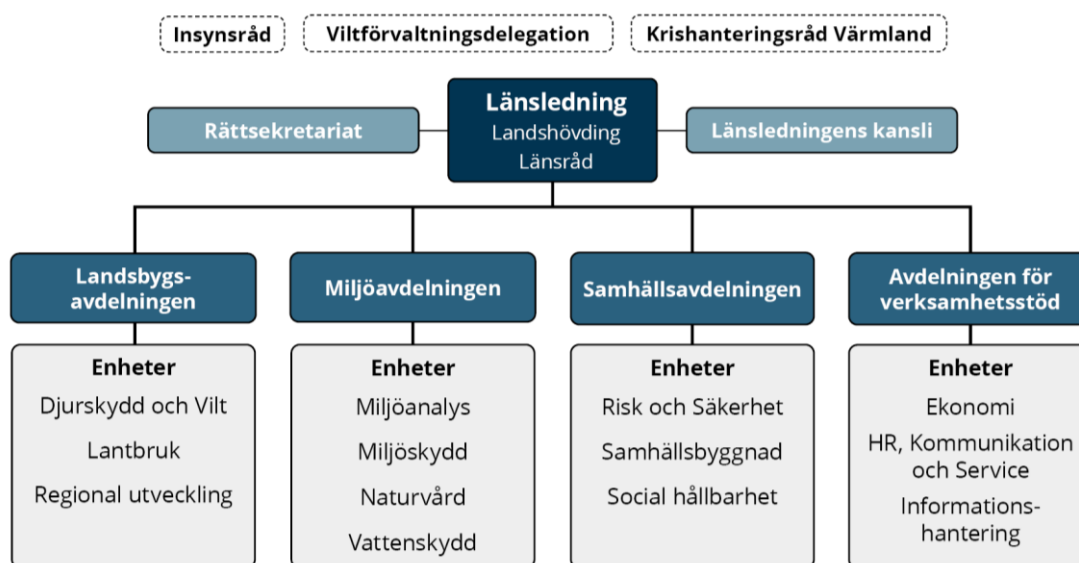 Insynsråd
Viltförvaltningsdelegation
Krishanteringsråd Värmland
Länsledning
Landshövding
Länsråd
Rättsekretariat
Länsledningens kansli
Landsbygs-
avdelningen
Enheter
Djurskydd och Vilt
Lantbruk
Regional utveckling
Miljöavdelningen
Enheter
Miljöanalys
Miljöskydd
Naturvård
Vattenskydd
Samhällsavdelningen
Enheter
Risk och Säkerhet
Samhällsbyggnad
Social hållbarhet
Avdelningen för
verksamhetsstöd
Enheter
Ekonomi
HR, Kommunikation
och Service
Informations-
hantering